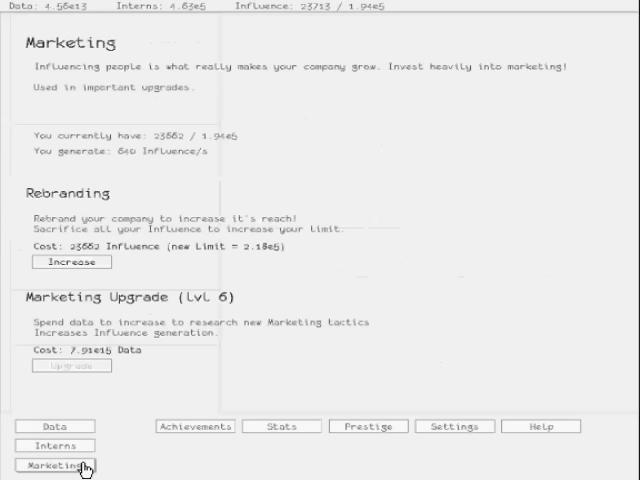 Data: 4.56e13 Interns: 4.63e5 Influence: 23713 / 1.94e5
Marketing
Influencing people is what really makes your company grow. Invest heavily into marketing!
Used in important upgrades.
You currently have: 23662 / 1.94e5
You generate: 640 Influence/s
Rebranding
Rebrand your company to increase it's reach!
Sacrifice all your Influence to increase your limit.
Cost: 23662 Influence (new Limit = 2.18e5)
Increase
Marketing Upgrade (Lvl 6)
Spend data to increase to research new Marketing tactics
Increases Influence generation.
Cost: 7.91e15 Data
Upgrade
Data Achievements Stats Prestige Settings Help
Interns
Marketing